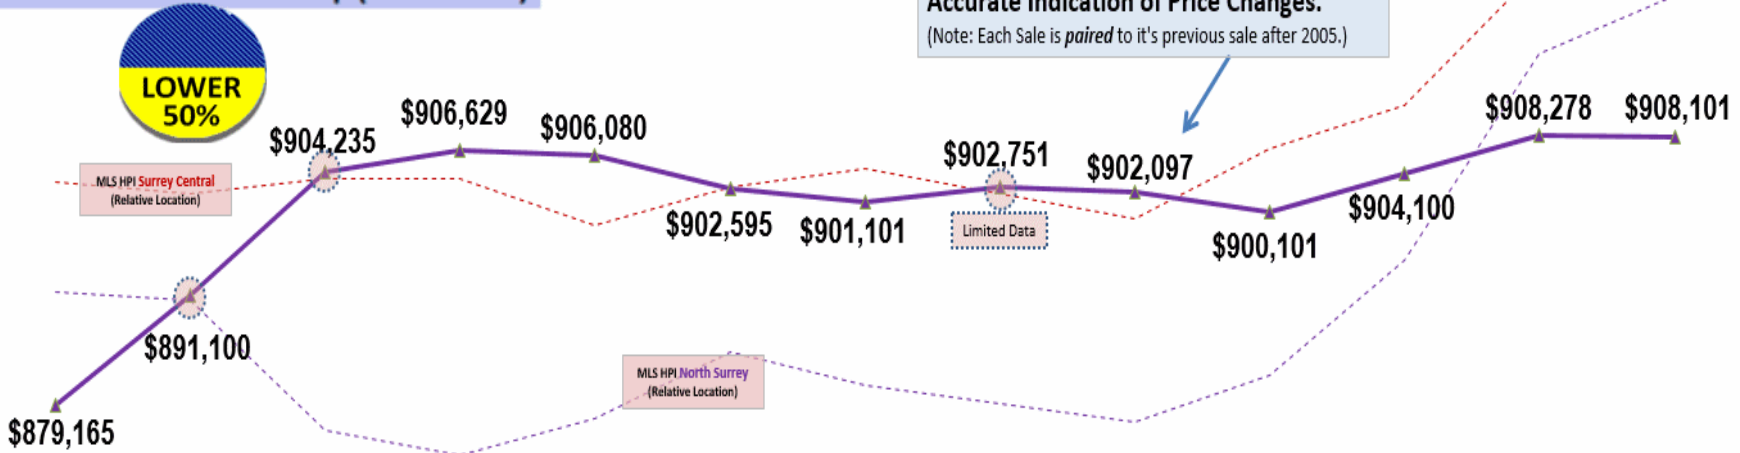 Accurate Indication of Price Changes.
(Note: Each Sale is paired to it's previous sale after 2005.)
LOWER
50%
$904,235
$906,629
$906,080
$902,751
$902,097
$908,278
$908,101
MLS HPI Surrey Central
(Relative Location)
$902,595
$901,101
Limited Data
$900,101
$904,100
$891,100
MLS HPI North Surrey
(Relative Location)
$879,165